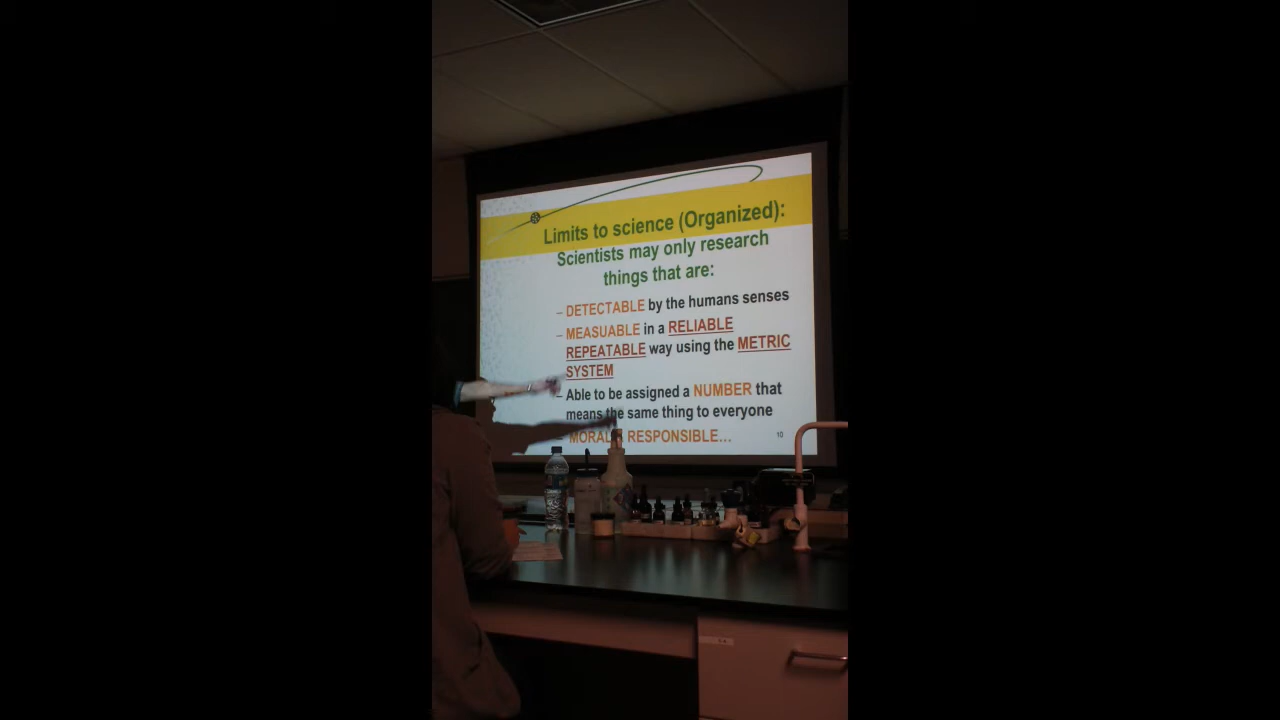 Limits to science (Organized):
Scientists may only research
things that are:
– DETECTABLE by the humans senses
– MEASUABLE in a RELIABLE
REPEATABLE way using the METRIC
SYSTEM
– Able to be assigned a NUMBER that
means the same thing to everyone
– MORALLY RESPONSIBLE...
10